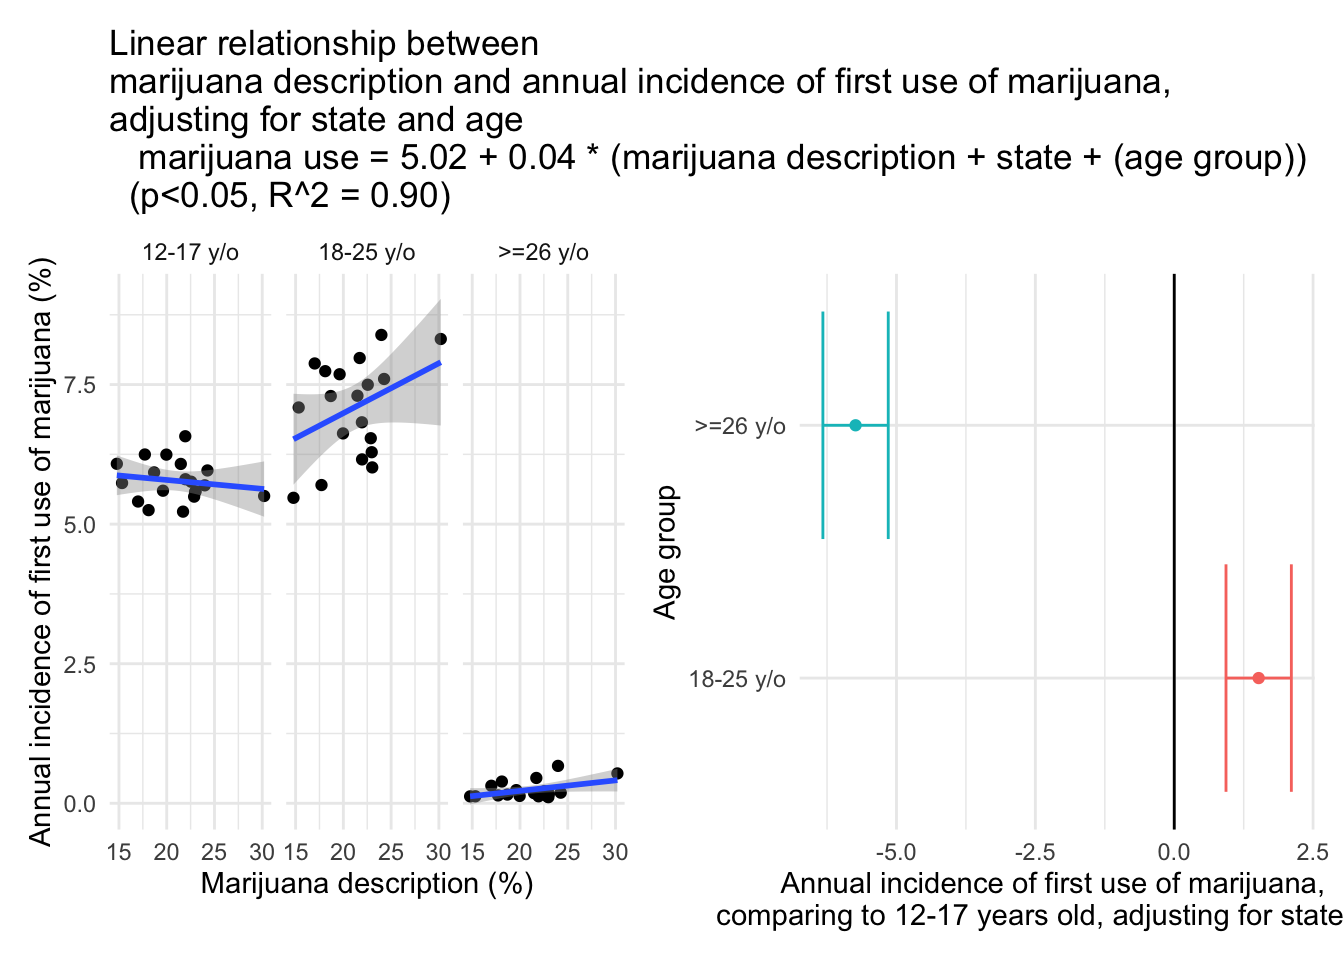 Linear relationship between
marijuana description and annual incidence of first use of marijuana,
adjusting for state and age
marijuana use = 5.02 + 0.04 * (marijuana description + state + (age group))
(p<0.05, R^2 = 0.90)
12-17 y/o
18-25 y/o
>=26 y/o
Annual incidence of first use of marijuana (%)
7.5
5.0
2.5
0.0
15 20 25 30
15 20 25 30
15 20 25 30
Marijuana description (%)
Age group
>=26 y/o
18-25 y/o
-5.0 -2.5 0.0 2.5
Annual incidence of first use of marijuana,
comparing to 12-17 years old, adjusting for state